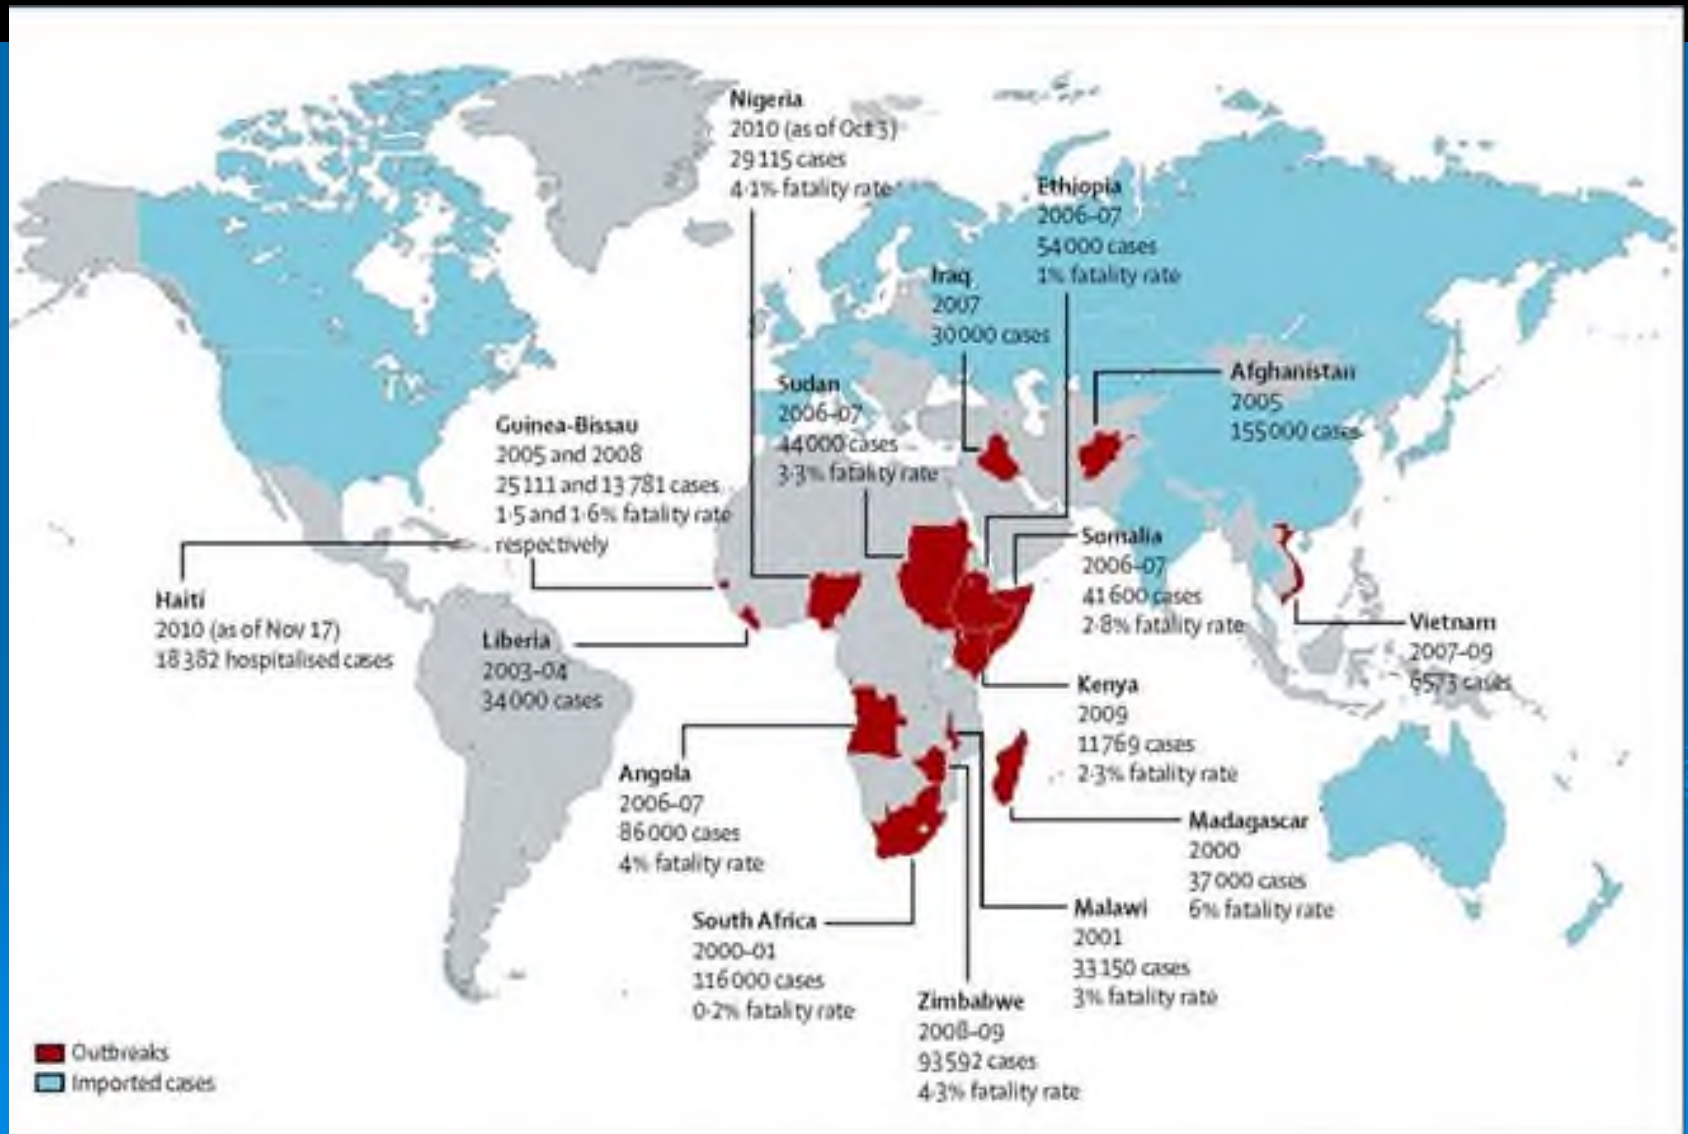 Nigeria
2010 (as of Oct 3)
29 115 cases
4·1% fatality rate
Ethiopia
2006–07
54 000 cases
1% fatality rate
Iraq
2007
30 000 cases
Afghanistan
2005
155 000 cases
Sudan
2006–07
44 000 cases
3·3% fatality rate
Guinea-Bissau
2005 and 2008
25 111 and 13 781 cases
1·5 and 1·6% fatality rate
respectively
Somalia
2006–07
41 600 cases
2·8% fatality rate
Haiti
2010 (as of Nov 17)
18 382 hospitalised cases
Liberia
2003–04
34 000 cases
Vietnam
2007–09
cases
Kenya
2009
11 769 cases
2·3% fatality rate
Angola
2006–07
86 000 cases
4% fatality rate
Madagascar
2000
37 000 cases
6% fatality rate
Malawi
2001
33 150 cases
3% fatality rate
South Africa
2000–01
116 000 cases
0·2% fatality rate
Zimbabwe
2008–09
93 592 cases
4·3% fatality rate
Outbreaks
Imported cases